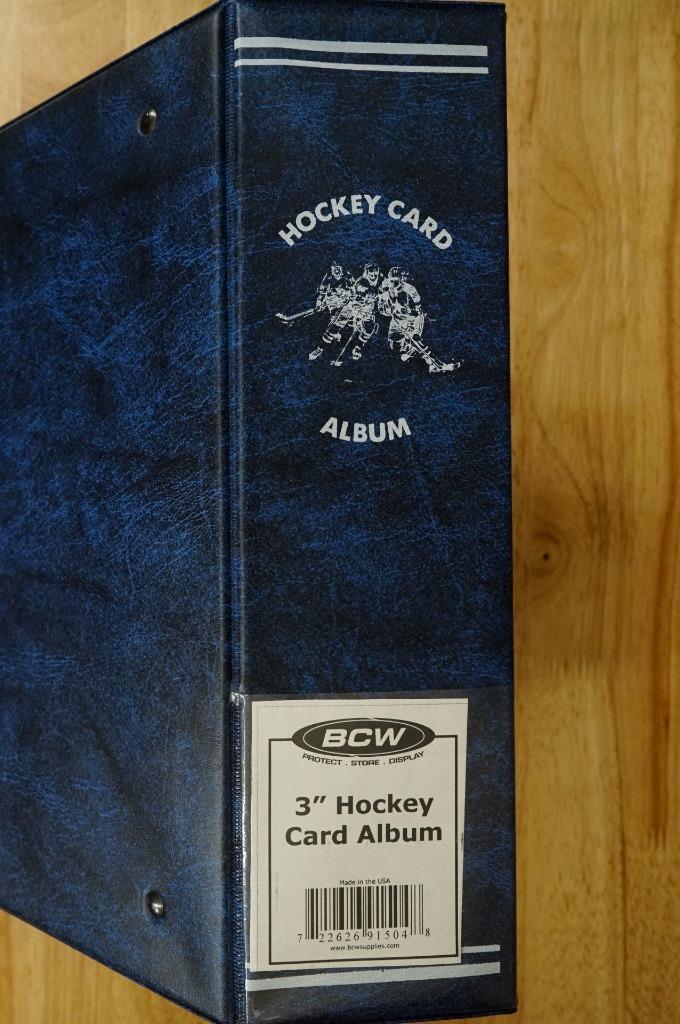 HOCKEY CARD
ALBUM
BCW
PROTECT . STORE . DISPLAY
3" Hockey
Card Album
Made in the USA
7 22626 91504 8
www.bcwsupplies.com